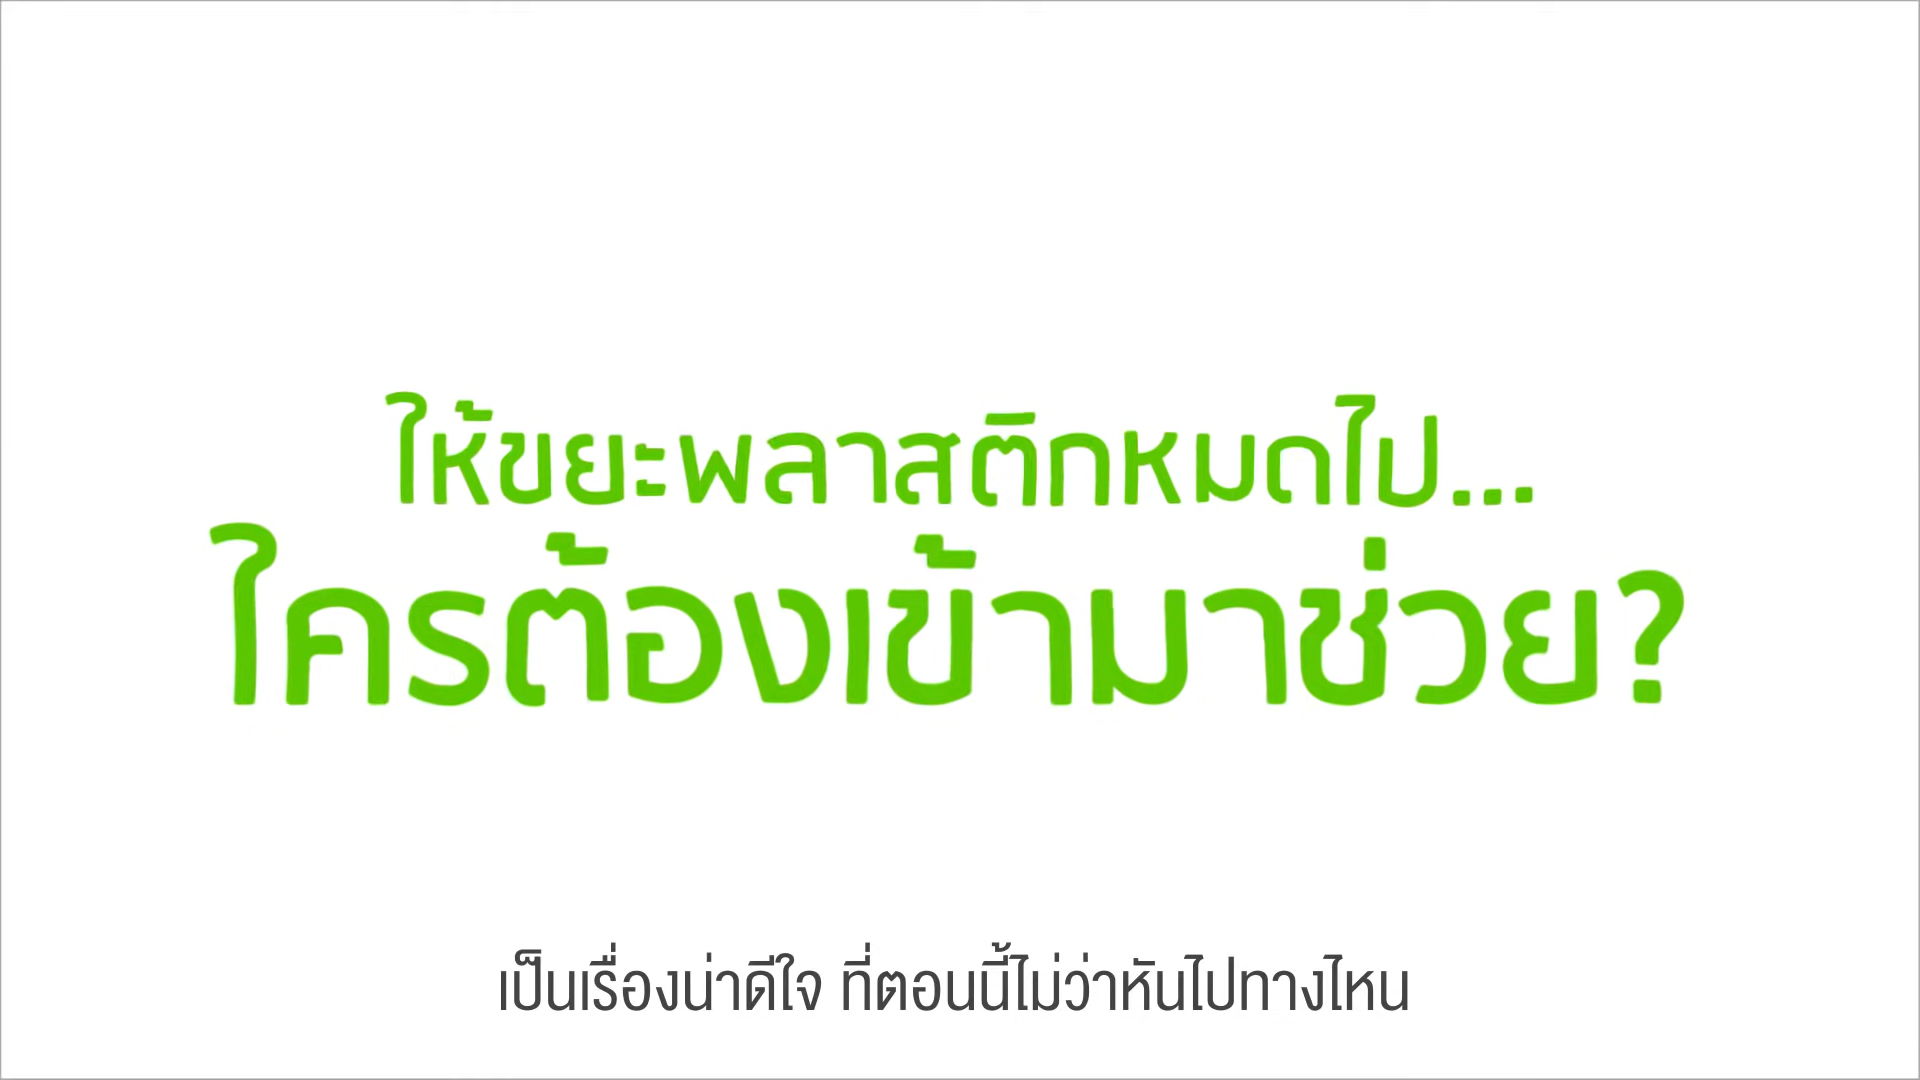 ให้ขยะพลาสติกหมดไป...
ใครต้องเข้ามาช่วย?
เป็นเรื่องน่าดีใจ ที่ตอนนี้ไม่ว่าหันไปทางไหน